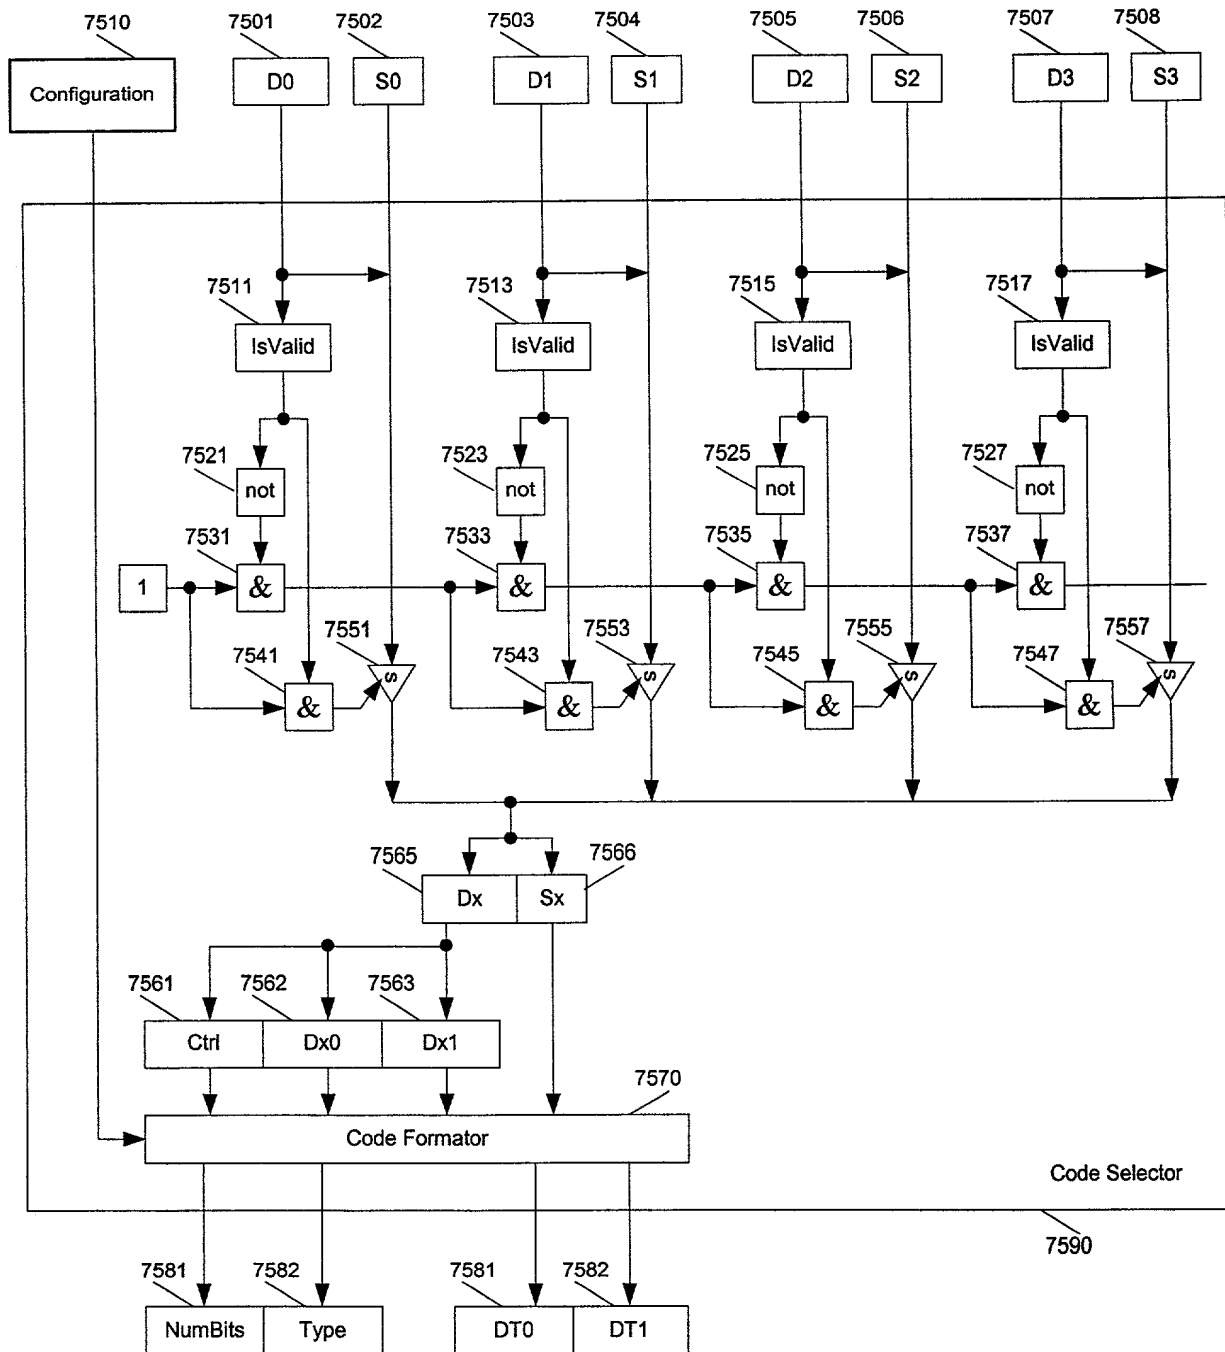 7510 7501 7502 7503 7504 7505 7506 7507 7508
Configuration D0 S0 D1 S1 D2 S2 D3 S3
7511 7513 7515 7517
IsValid IsValid IsValid IsValid
7521 7523 7525 7527
not not not not
7531 7533 7535 7537
1 & & & &
7551 7553 7555 7557
7541 7543 7545 7547
& s & s & s & s
7565 7566
Dx Sx
7561 7562 7563
Ctrl Dx0 Dx1
7570
Code Formator
Code Selector
7590
7581 7582 7581 7582
NumBits Type DT0 DT1